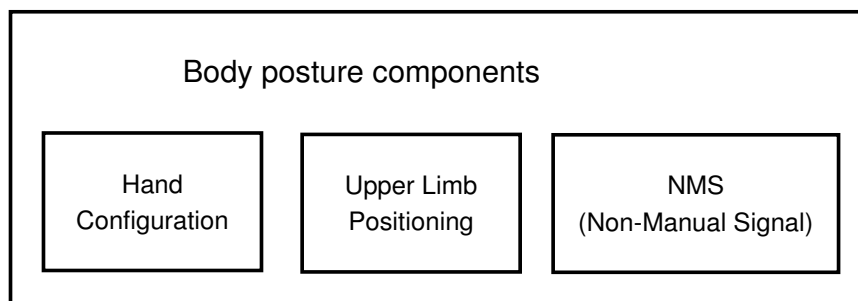 Body posture components
Hand
Configuration
Upper Limb
Positioning
NMS
(Non-Manual Signal)